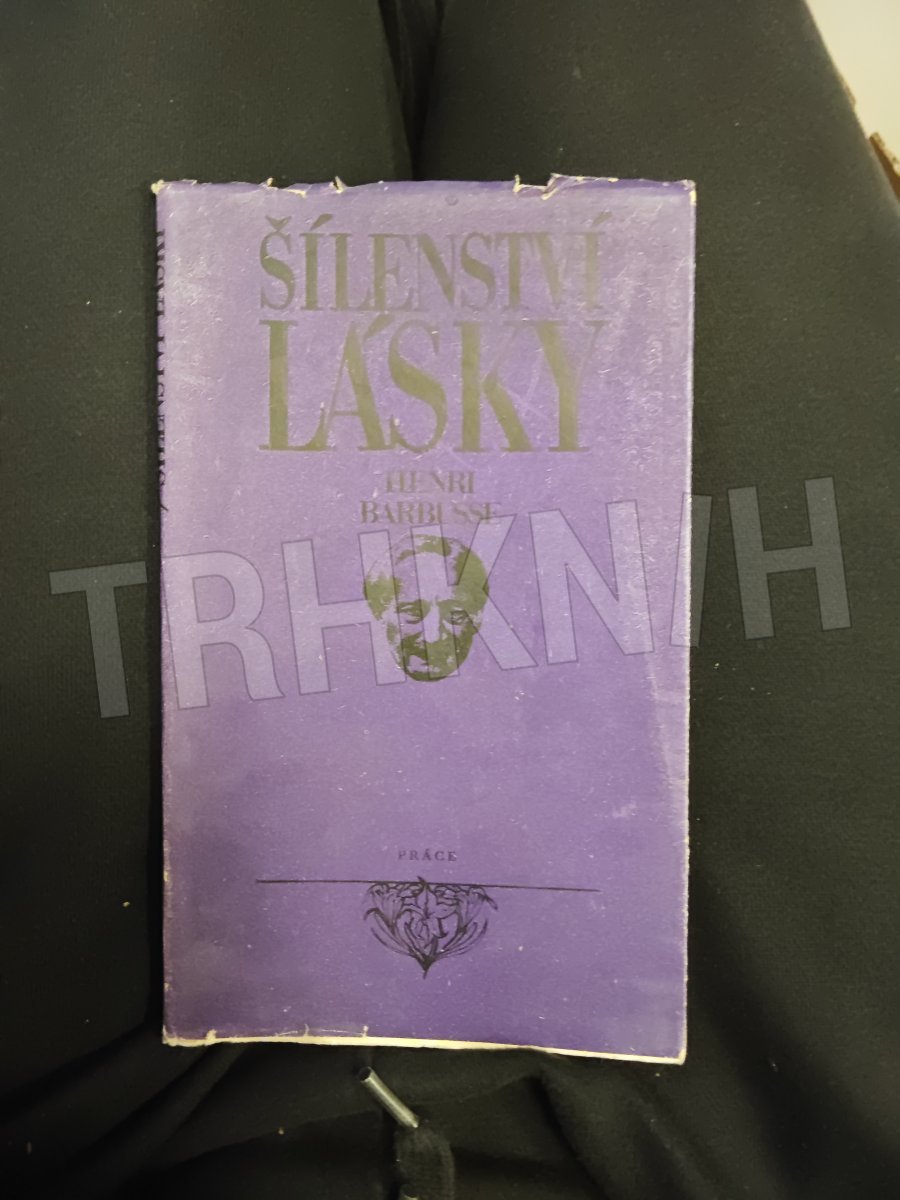 ŠÍLENSTVÍ
LÁSKY
HENRI
BARBUSSE
TRHKNIH
PRÁCE